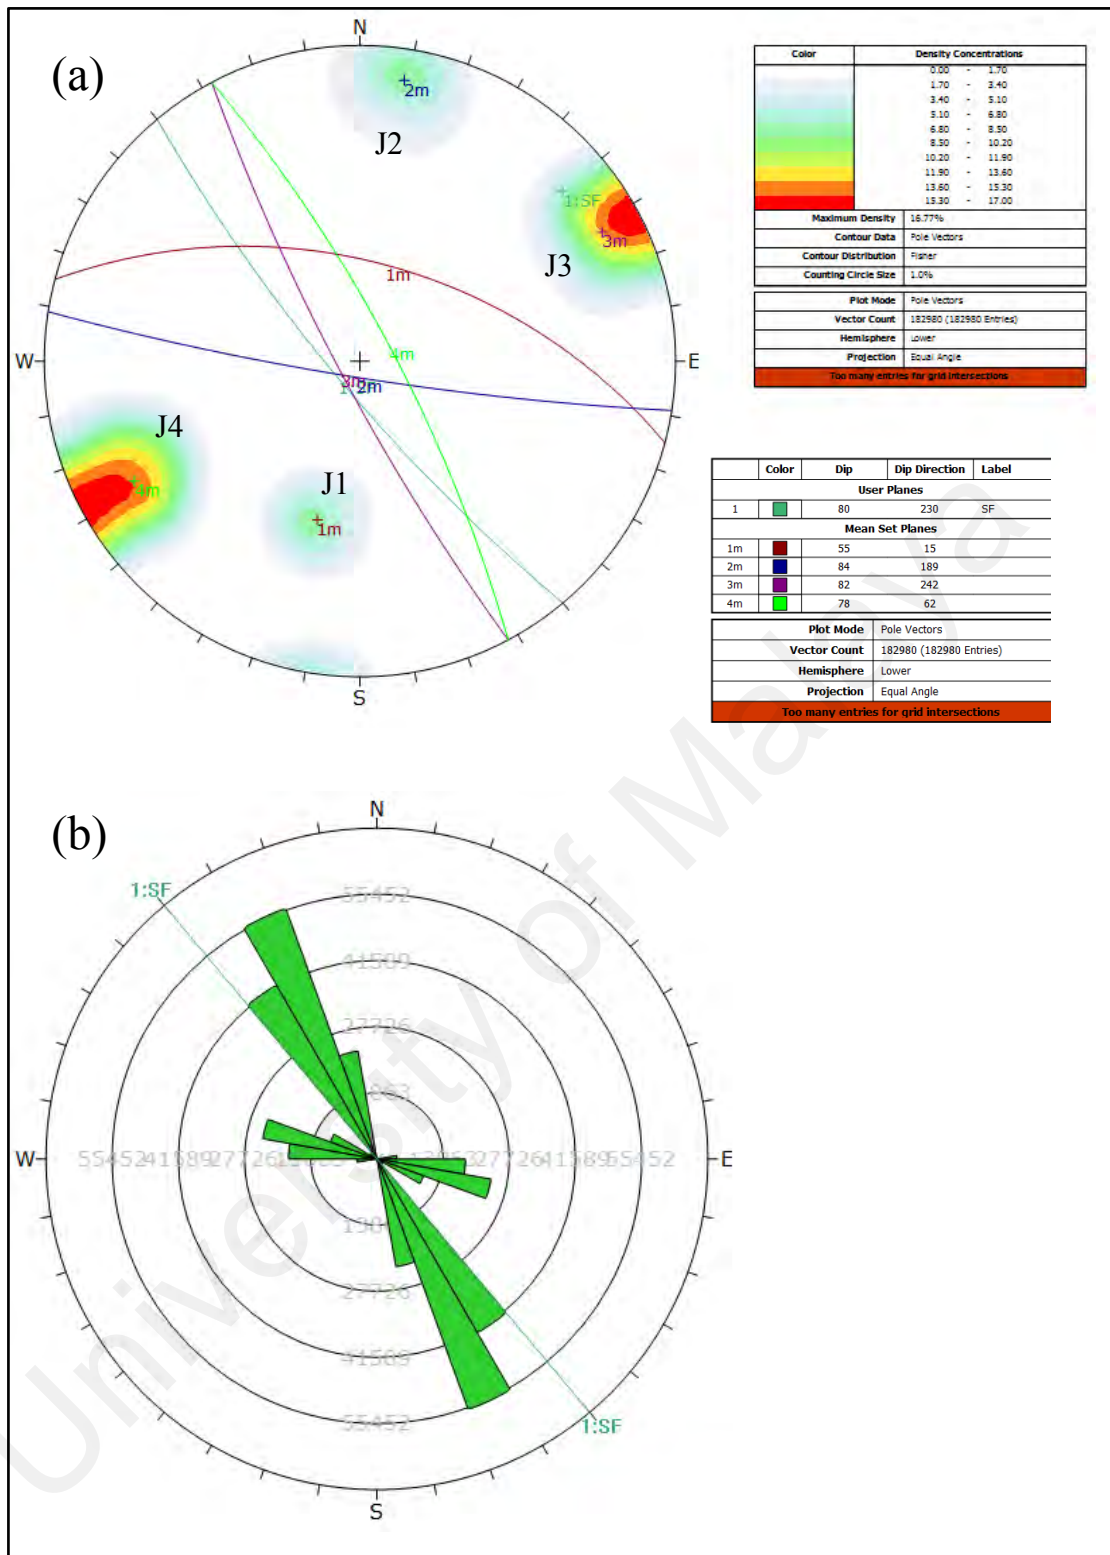 (a)
N
2m
J2
1:SF
3m
J3
1m
W
E
4m
3m
2m
J4
4m
J1
1m
S
Color Density Concentrations
0.00 - 1.70
1.70 - 3.40
3.40 - 5.10
5.10 - 6.80
6.80 - 8.50
8.50 - 10.20
10.20 - 11.90
11.90 - 13.60
13.60 - 15.30
15.30 - 17.00
Maximum Density 16.77%
Contour Data Pole Vectors
Contour Distribution Fisher
Counting Circle Size 1.0%
Plot Mode Pole Vectors
Vector Count 182980 (182980 Entries)
Hemisphere Lower
Projection Equal Angle
Too many entries for grid intersections
Color Dip Dip Direction Label
User Planes
1 80 230 SF
Mean Set Planes
1m 55 15
2m 84 189
3m 82 242
4m 78 62
Plot Mode Pole Vectors
Vector Count 182980 (182980 Entries)
Hemisphere Lower
Projection Equal Angle
Too many entries for grid intersections
(b)
N
1:SF
55452
41589
27726
W 55452 41589 27726 27726 41589 55452 E
27726
41589
55452
1:SF
S
University of Malaya